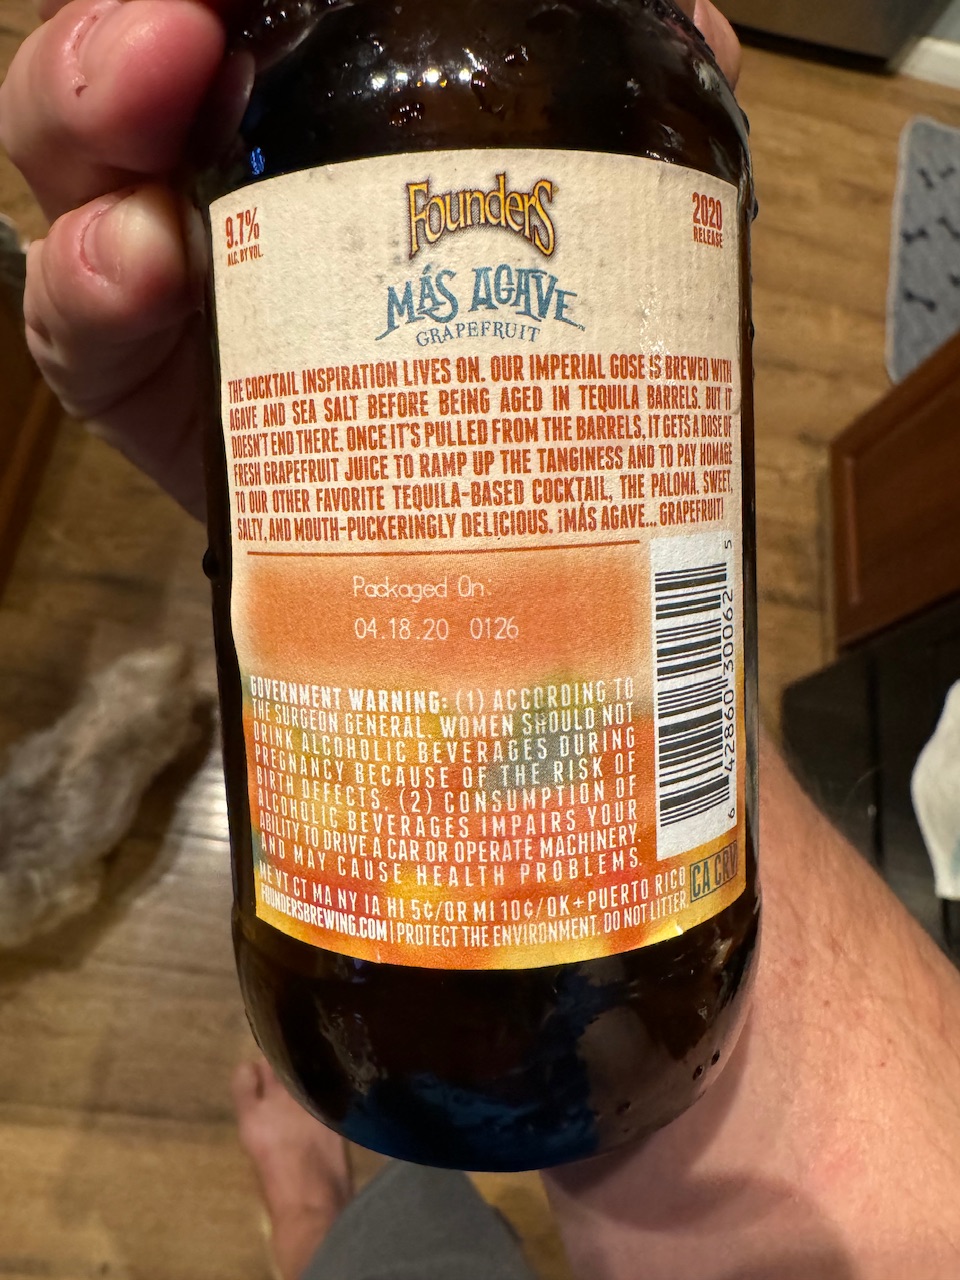 9.7%
ALC. BY VOL.
FoundersS
2020
RELEASE
MÁS AGAVE™
GRAPEFRUIT
THE COCKTAIL INSPIRATION LIVES ON. OUR IMPERIAL GOSE IS BREWED WITH
AGAVE AND SEA SALT BEFORE BEING AGED IN TEQUILA BARRELS. BUT IT
DOESN'T END THERE. ONCE IT'S PULLED FROM THE BARRELS, IT GETS A DOSE OF
FRESH GRAPEFRUIT JUICE TO RAMP UP THE TANGINESS AND TO PAY HOMAGE
TO OUR OTHER FAVORITE TEQUILA-BASED COCKTAIL, THE PALOMA. SWEET,
SALTY, AND MOUTH-PUCKERINGLY DELICIOUS. ¡MÁS AGAVE... GRAPEFRUIT!
Packaged On:
04.18.20 0126
GOVERNMENT WARNING: (1) ACCORDING TO
THE SURGEON GENERAL, WOMEN SHOULD NOT
DRINK ALCOHOLIC BEVERAGES DURING
PREGNANCY BECAUSE OF THE RISK OF
BIRTH DEFECTS. (2) CONSUMPTION OF
ALCOHOLIC BEVERAGES IMPAIRS YOUR
ABILITY TO DRIVE A CAR OR OPERATE MACHINERY,
AND MAY CAUSE HEALTH PROBLEMS.
6 42860 30062 5
ME VT CT MA NY IA HI 5¢/OR MI 10¢/OK+PUERTO RICO
CA CRV
FOUNDERSBREWING.COM | PROTECT THE ENVIRONMENT. DO NOT LITTER